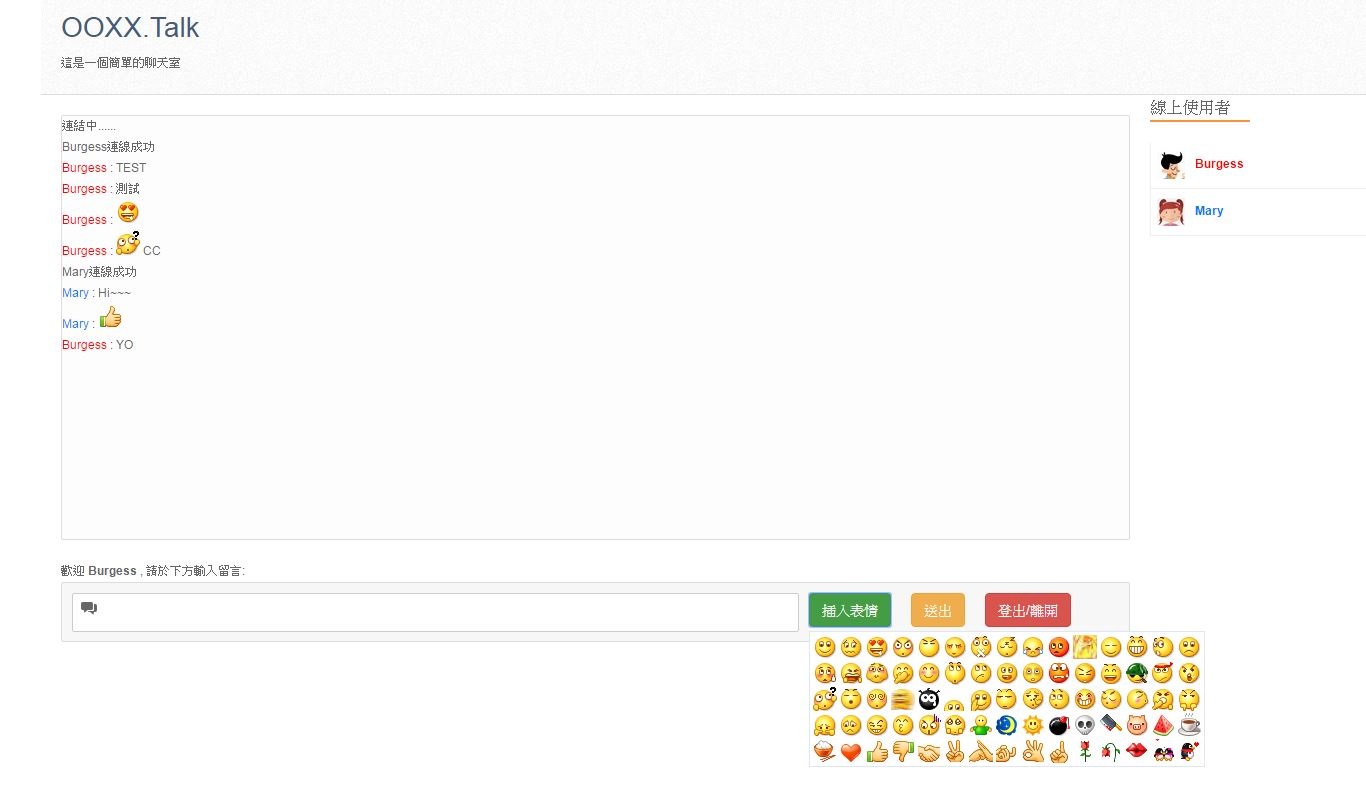 OOXX.Talk
這是一個簡單的聊天室
連結中......
Burgess連線成功
Burgess : TEST
Burgess : 測試
Burgess :
Burgess : CC
Mary連線成功
Mary : Hi~~~
Mary :
Burgess : YO
線上使用者
Burgess
Mary
歡迎 Burgess , 請於下方輸入留言:
插入表情 送出 登出/離開